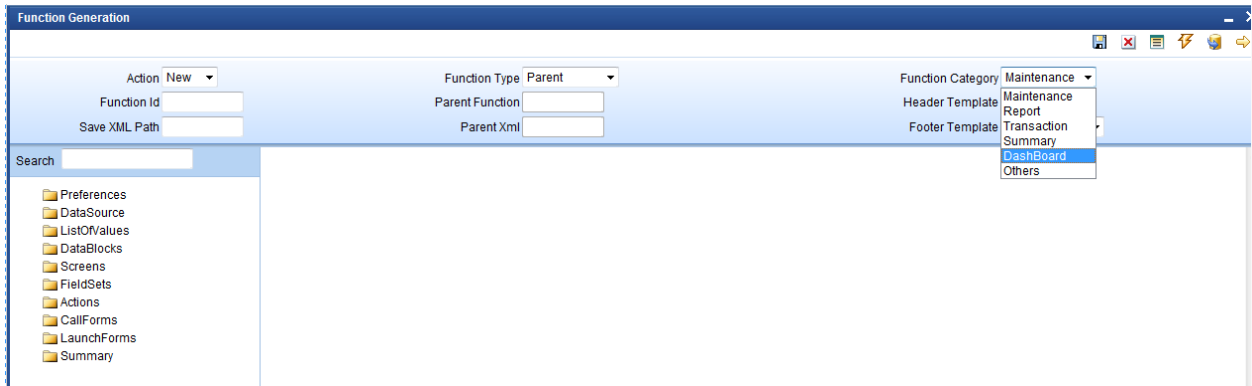 Function Generation
Action New Function Type Parent Function Category Maintenance
Function Id Parent Function Header Template
Save XML Path Parent Xml Footer Template
Maintenance
Report
Transaction
Summary
DashBoard
Others
Search
Preferences
DataSource
ListOfValues
DataBlocks
Screens
FieldSets
Actions
CallForms
LaunchForms
Summary